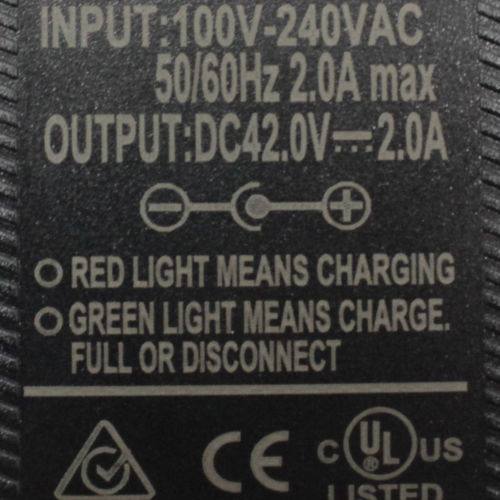 INPUT:100V-240VAC
50/60Hz 2.0A max
OUTPUT:DC42.0V⎓2.0A
RED LIGHT MEANS CHARGING
GREEN LIGHT MEANS CHARGE.
FULL OR DISCONNECT
CE
C UL US
®
LISTED